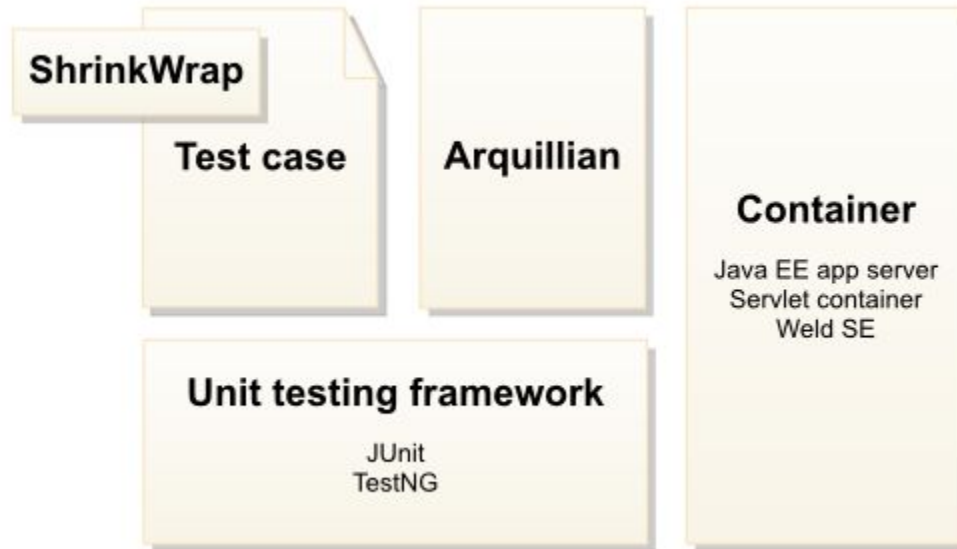 ShrinkWrap
Test case
Arquillian
Container
Java EE app server
Servlet container
Weld SE
Unit testing framework
JUnit
TestNG